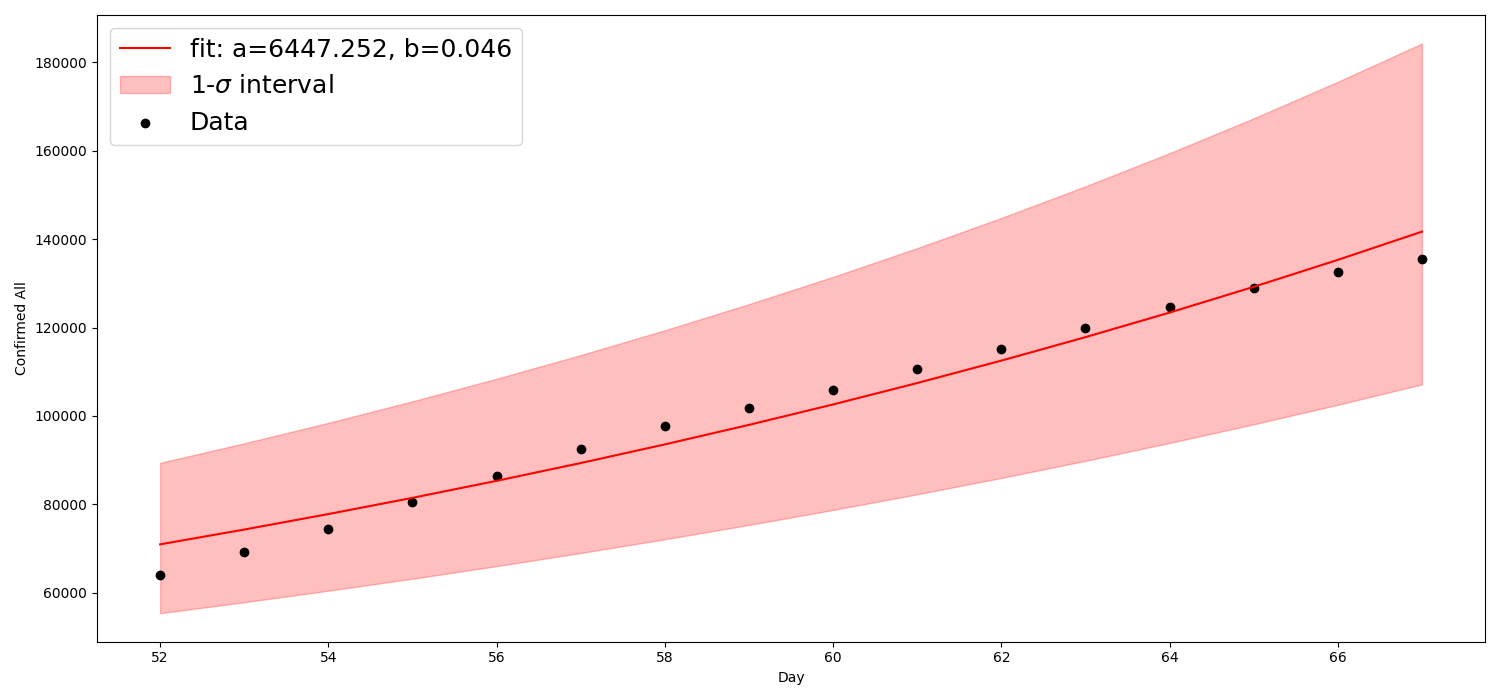 fit: a=6447.252, b=0.046
1-σ interval
Data
180000
160000
140000
120000
100000
80000
60000
Confirmed All
52 54 56 58 60 62 64 66
Day